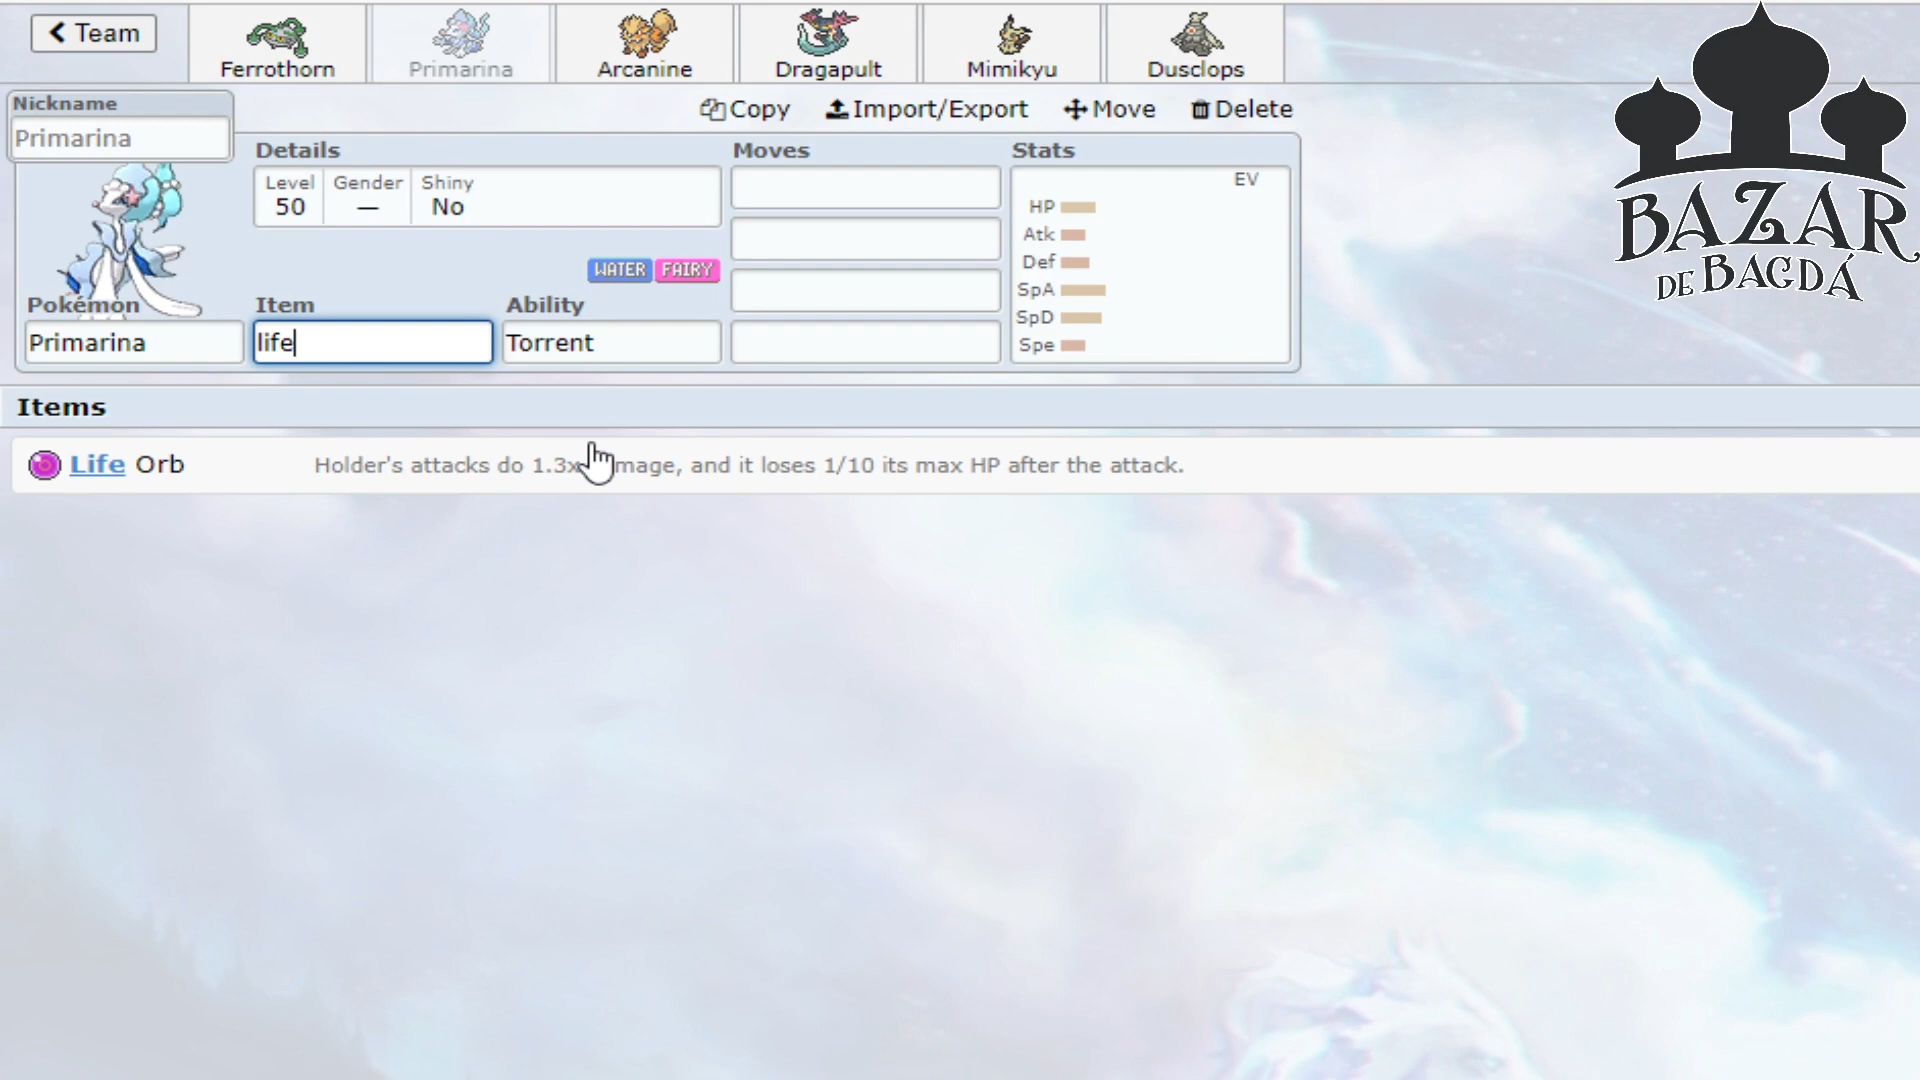 Team
Ferrothorn
Primarina
Arcanine
Dragapult
Mimikyu
Dusclops
Nickname
Primarina
Copy
Import/Export
Move
Delete
Details
Moves
Stats
Level
Gender
Shiny
50
—
No
EV
HP
Atk
Def
SpA
SpD
Spe
WATER
FAIRY
Pokémon
Item
Ability
Primarina
life
Torrent
Items
Life Orb
Holder's attacks do 1.3x mage, and it loses 1/10 its max HP after the attack.
BAZAR
DE BAGDÁ